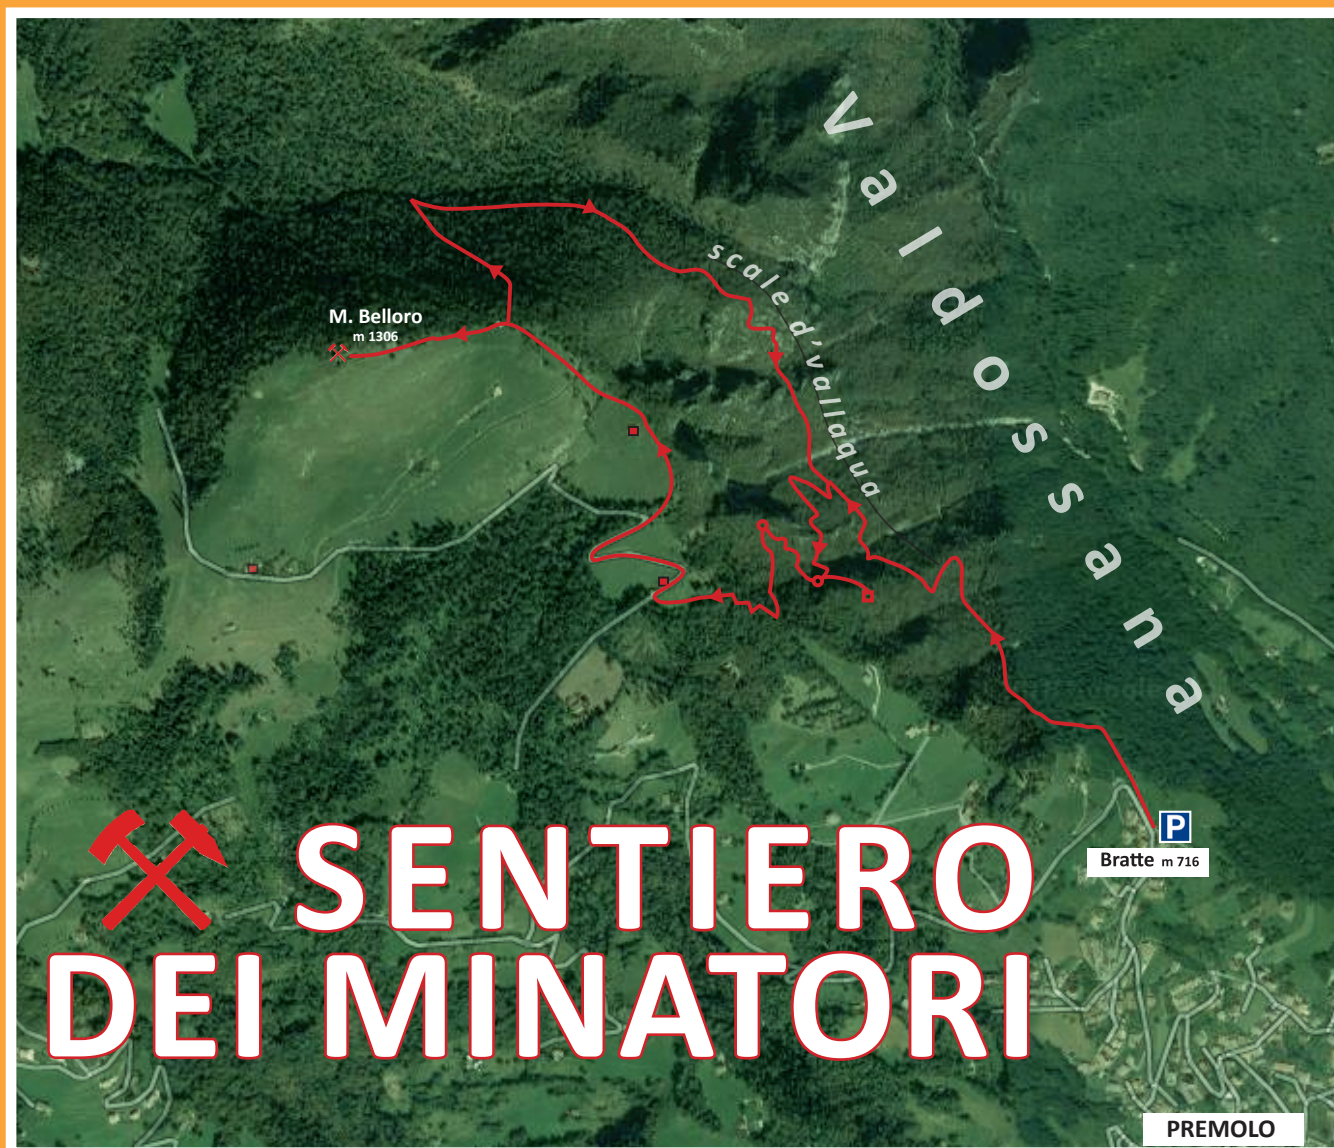 Valdossana
scale d'vallaqua
M. Belloro
m 1306
P
Bratte m 716
SENTIERO
DEI MINATORI
PREMOLO